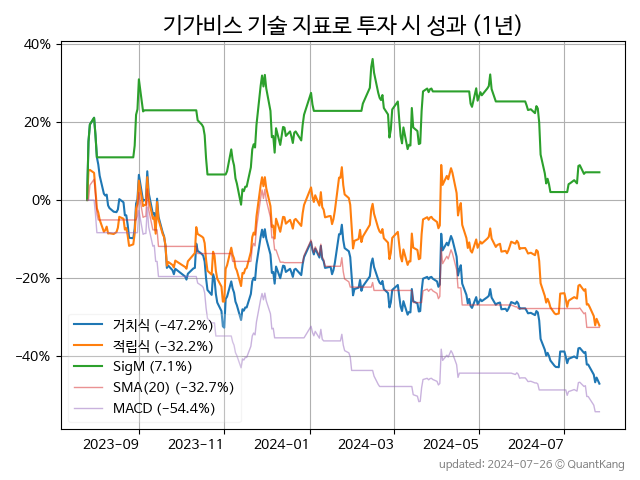 기가비스 기술 지표로 투자 시 성과 (1년)
40%
20%
0%
−20%
−40%
거치식 (−47.2%)
적립식 (−32.2%)
SigM (7.1%)
SMA(20) (−32.7%)
MACD (−54.4%)
2023−09 2023−11 2024−01 2024−03 2024−05 2024−07
updated: 2024-07-26 © QuantKang